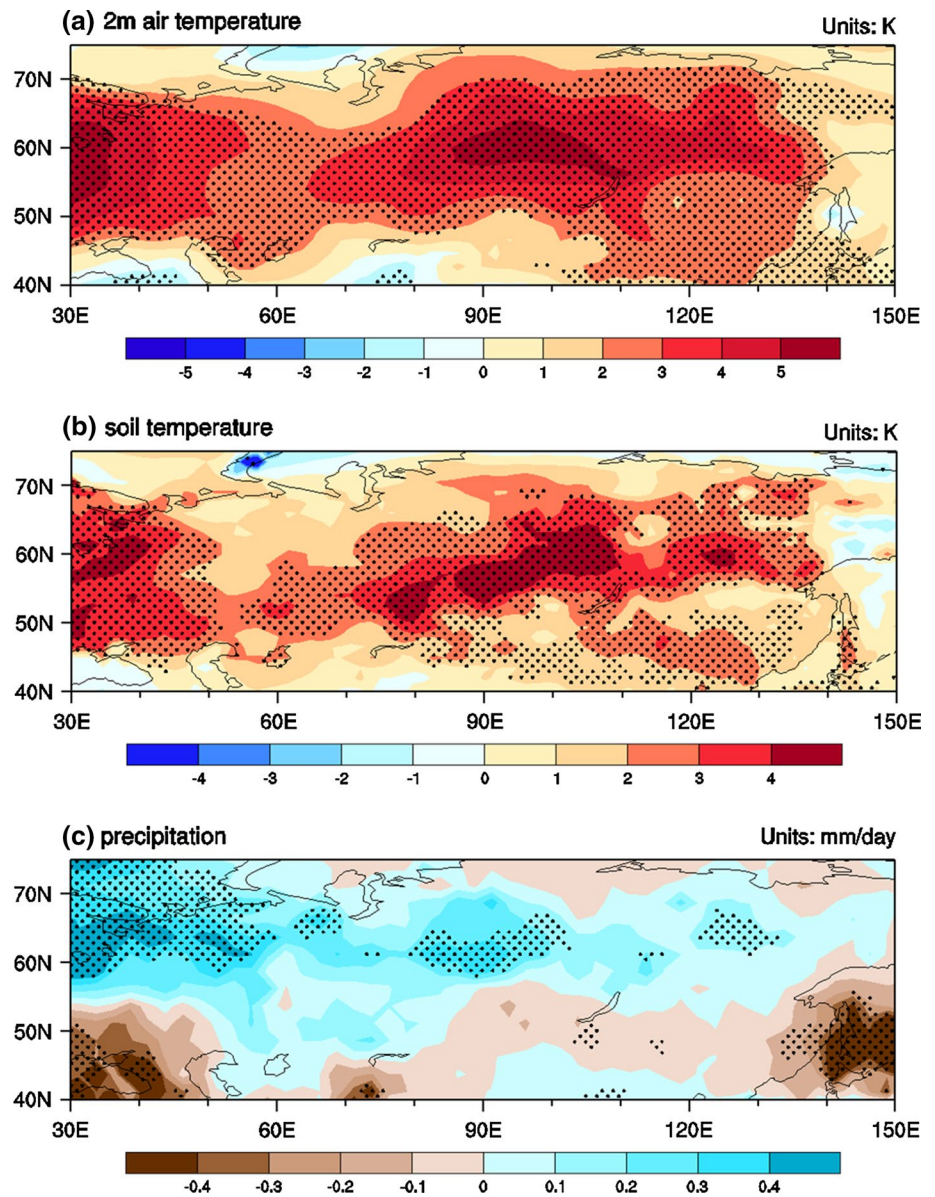 (a) 2m air temperature Units: K
70N
60N
50N
40N
30E 60E 90E 120E 150E
-5 -4 -3 -2 -1 0 1 2 3 4 5
(b) soil temperature Units: K
70N
60N
50N
40N
30E 60E 90E 120E 150E
-4 -3 -2 -1 0 1 2 3 4
(c) precipitation Units: mm/day
70N
60N
50N
40N
30E 60E 90E 120E 150E
-0.4 -0.3 -0.2 -0.1 0 0.1 0.2 0.3 0.4